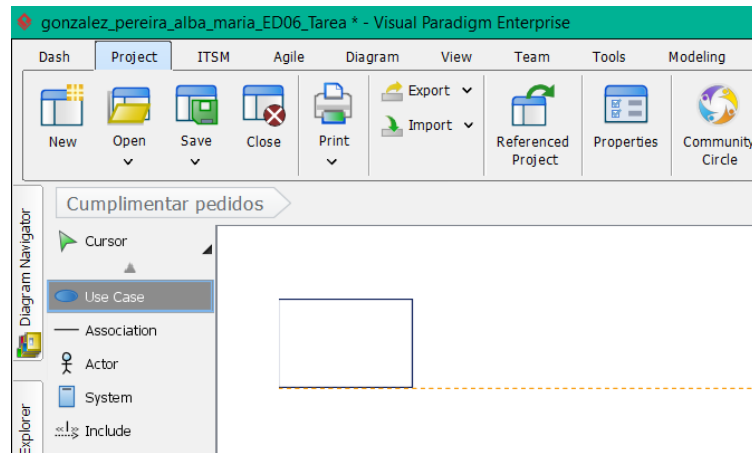 gonzalez_pereira_alba_maria_ED06_Tarea * - Visual Paradigm Enterprise
Dash Project ITSM Agile Diagram View Team Tools Modeling
New Open Save Close Print Export Import Referenced Project Properties Community Circle
Cumplimentar pedidos
Diagram Navigator
Cursor
Use Case
Association
Actor
System
Include
Explorer